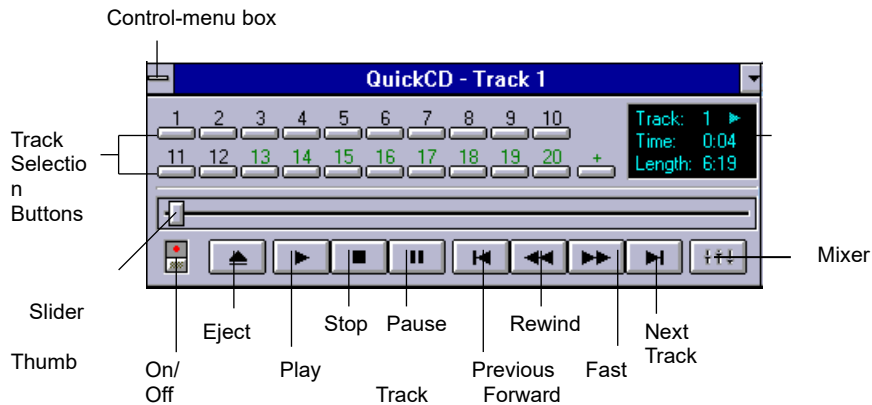 Control-menu box
QuickCD - Track 1
1 2 3 4 5 6 7 8 9 10
Track: 1
Time: 0:04
Length: 6:19
11 12 13 14 15 16 17 18 19 20 +
Track
Selectio
n
Buttons
Mixer
Slider
Thumb
Eject
Stop
Pause
Rewind
Next
Track
On/
Off
Play
Previous
Fast
Track
Forward